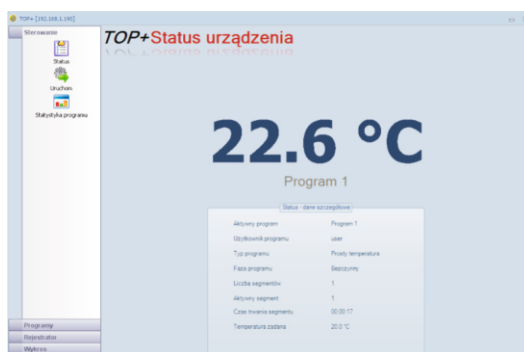 TOP+ [192.168.1.190]
Sterowanie
Status
Uruchom
Statystyka programu
Programy
Rejestrator
Wykres
TOP+Status urządzenia
22.6 °C
Program 1
Status - dane szczegółowe
Aktywny program Program 1
Użytkownik programu user
Typ programu Prosty temperatura
Faza programu Bezczynny
Liczba segmentów 1
Aktywny segment 1
Czas trwania segmentu 00:00:17
Temperatura zadana 20.0 °C